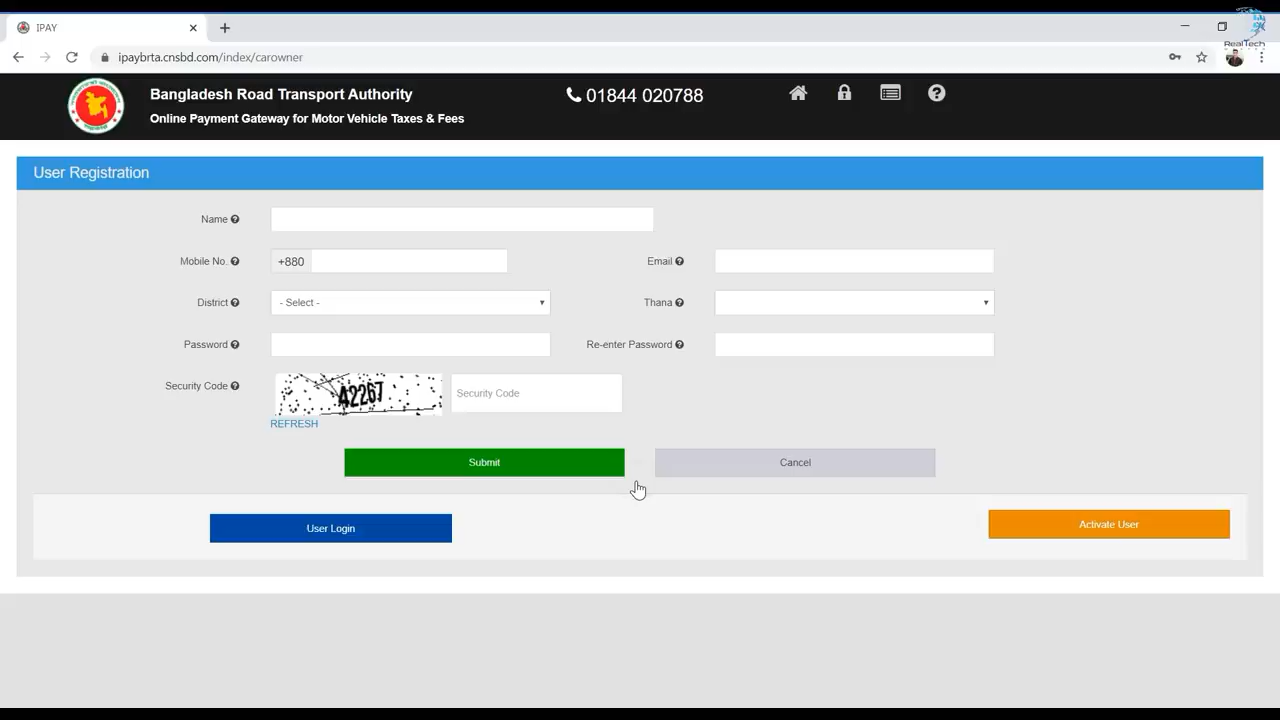 IPAY
ipaybrta.cnsbd.com/index/carowner
RealTech
Bangladesh Road Transport Authority
01844 020788
Online Payment Gateway for Motor Vehicle Taxes & Fees
User Registration
Name
Mobile No. +880 Email
District - Select - Thana
Password Re-enter Password
Security Code 42267 Security Code
REFRESH
Submit Cancel
User Login Activate User